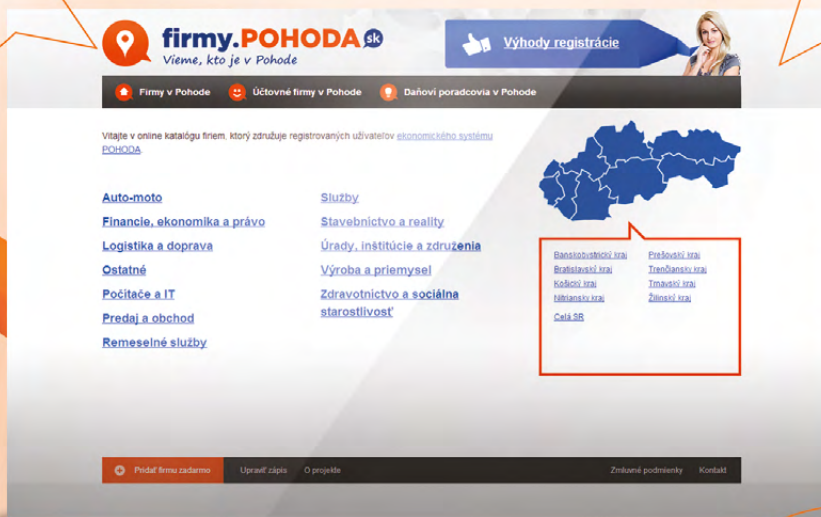 firmy.POHODA sk
Vieme, kto je v Pohode
Výhody registrácie
Firmy v Pohode
Účtovné firmy v Pohode
Daňoví poradcovia v Pohode
Vitajte v online katalógu firiem, ktorý združuje registrovaných užívateľov ekonomického systému
POHODA.
Auto-moto
Financie, ekonomika a právo
Logistika a doprava
Ostatné
Počítače a IT
Predaj a obchod
Remeselné služby
Služby
Stavebníctvo a reality
Úrady, inštitúcie a združenia
Výroba a priemysel
Zdravotníctvo a sociálna
starostlivosť
Banskobystrický kraj
Bratislavský kraj
Košický kraj
Nitriansky kraj
Celá SR
Prešovský kraj
Trenčiansky kraj
Trnavský kraj
Žilinský kraj
Pridať firmu zadarmo
Upraviť zápis
O projekte
Zmluvné podmienky
Kontakt